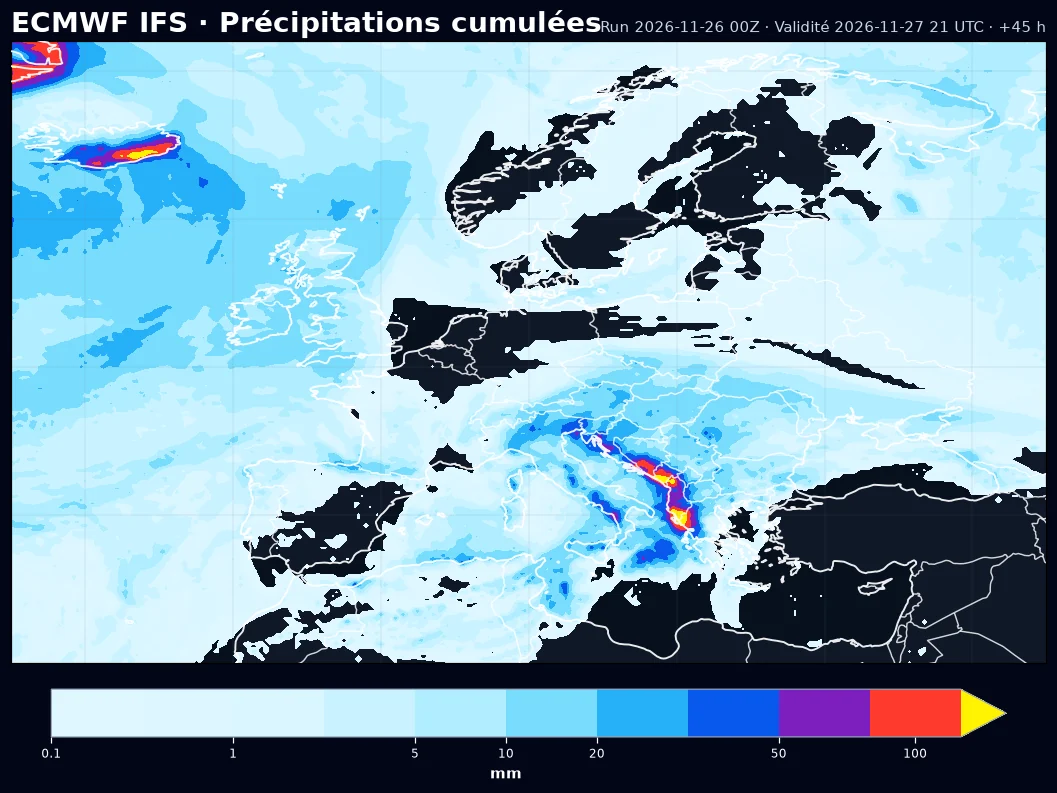 ECMWF IFS · Précipitations cumulées
Run 2026-11-26 00Z · Validité 2026-11-27 21 UTC · +45 h
0.1 1 5 10 20 50 100
mm